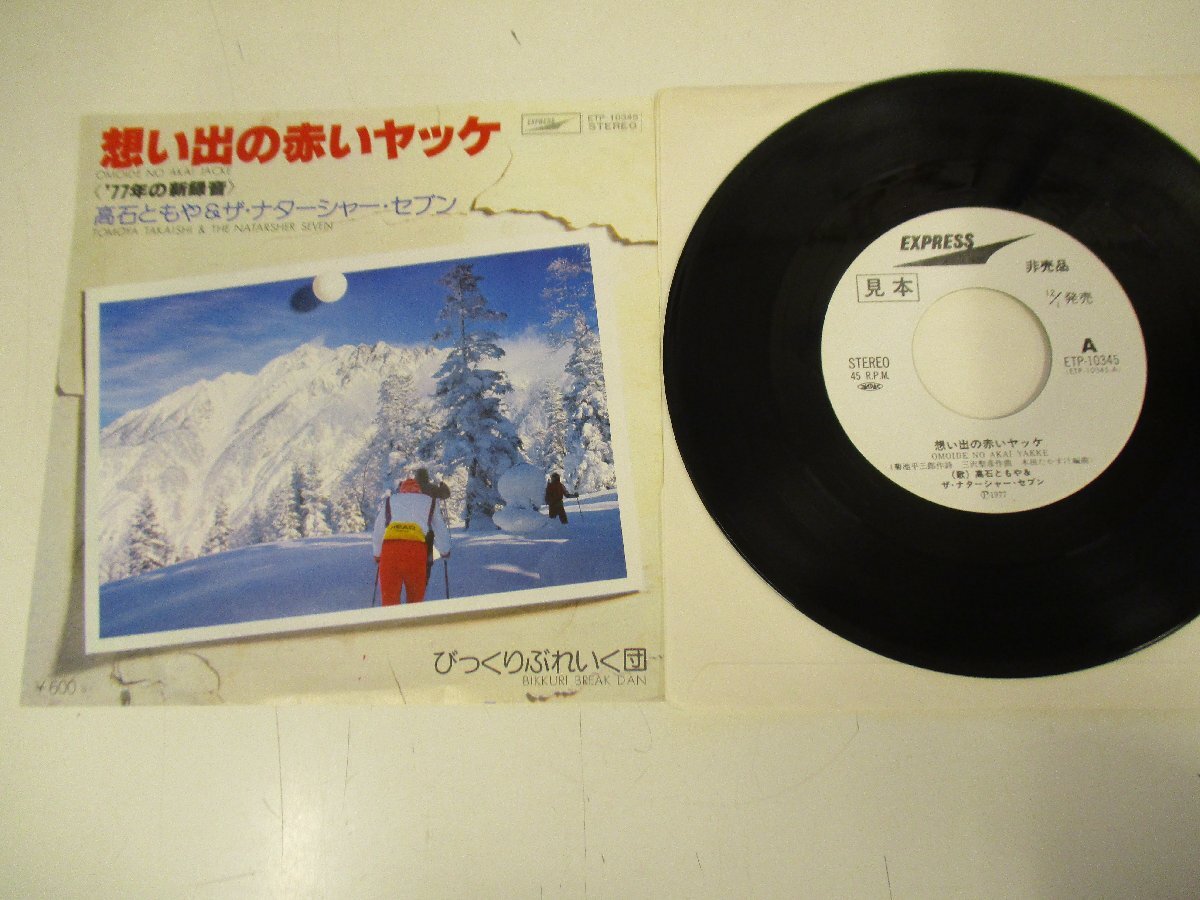 想い出の赤いヤッケ
OMOIDE NO AKAI JACKE
〈'77年の新録音〉
高石ともや&ザ・ナターシャー・セブン
TOMOYA TAKAISHI & THE NATARSHER SEVEN
EXPRESS
ETP-10345
STEREO
びっくりぶれいく団
BIKKURI BREAK DAN
¥600
EXPRESS
見本
非売品
12/1発売
STEREO
45 R.P.M.
A
ETP-10345
(ETP-10345-A)
想い出の赤いヤッケ
OMOIDE NO AKAI YAKKE
(歌) 高石ともや&
ザ・ナターシャー・セブン
Ⓟ1977